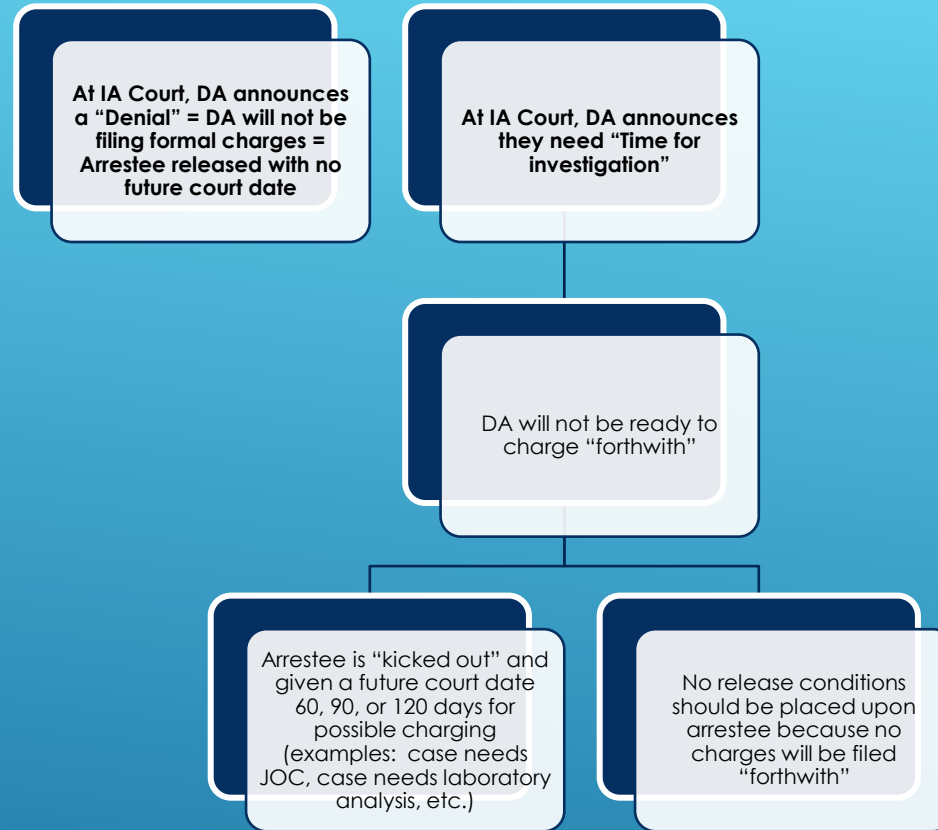 At IA Court, DA announces
a “Denial” = DA will not be
filing formal charges =
Arrestee released with no
future court date
At IA Court, DA announces
they need “Time for
investigation”
DA will not be ready to
charge “forthwith”
Arrestee is “kicked out” and
given a future court date
60, 90, or 120 days for
possible charging
(examples: case needs
JOC, case needs laboratory
analysis, etc.)
No release conditions
should be placed upon
arrestee because no
charges will be filed
“forthwith”